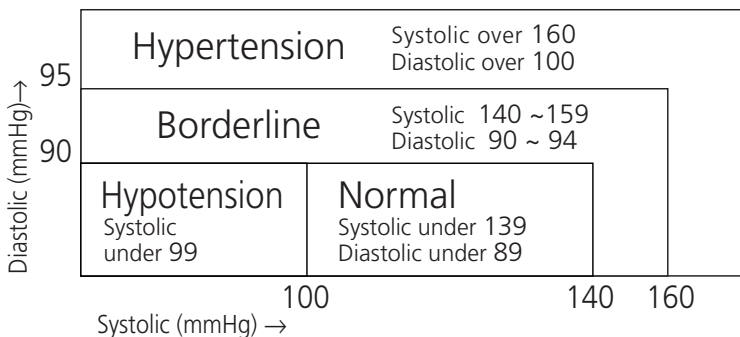 Hypertension
Systolic over 160
Diastolic over 100
95
Borderline
Systolic 140 ~159
Diastolic 90 ~ 94
90
Hypotension
Systolic
under 99
Normal
Systolic under 139
Diastolic under 89
Diastolic (mmHg)→
100
140
160
Systolic (mmHg) →